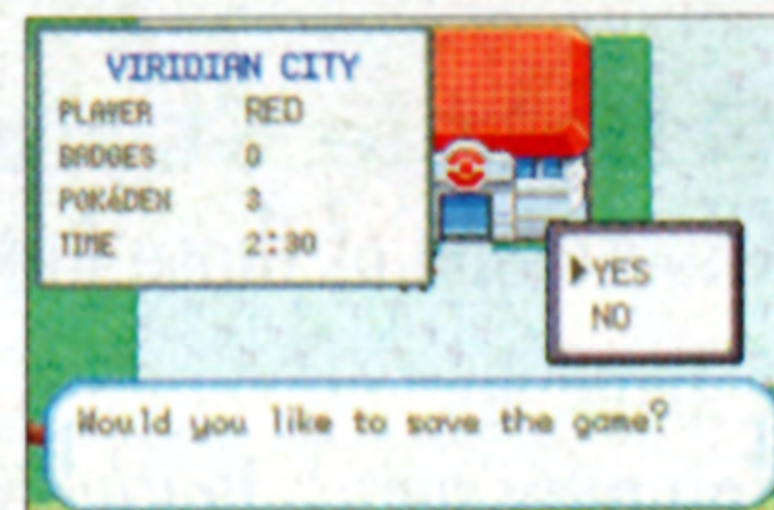 VIRIDIAN CITY
PLAYER RED
BADGES 0
POKéDEX 3
TIME 2:30
▶YES
NO
Would you like to save the game?